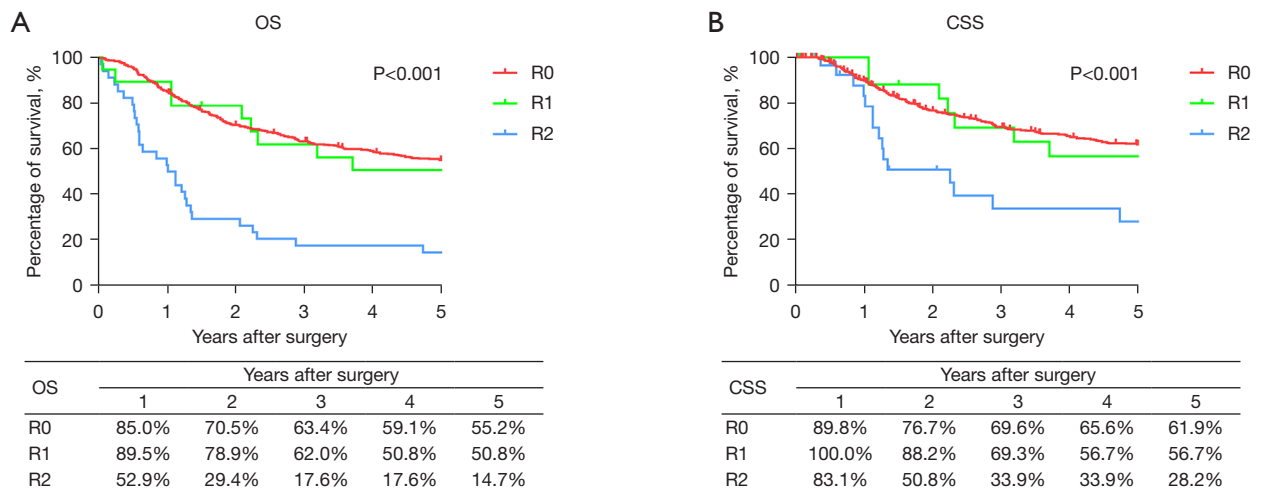 A
OS
Percentage of survival, %
100
80
60
40
20
0
P<0.001
R0
R1
R2
0 1 2 3 4 5
Years after surgery
OS
Years after surgery
1 2 3 4 5
R0 85.0% 70.5% 63.4% 59.1% 55.2%
R1 89.5% 78.9% 62.0% 50.8% 50.8%
R2 52.9% 29.4% 17.6% 17.6% 14.7%
B
CSS
Percentage of survival, %
100
80
60
40
20
0
P<0.001
R0
R1
R2
0 1 2 3 4 5
Years after surgery
CSS
Years after surgery
1 2 3 4 5
R0 89.8% 76.7% 69.6% 65.6% 61.9%
R1 100.0% 88.2% 69.3% 56.7% 56.7%
R2 83.1% 50.8% 33.9% 33.9% 28.2%